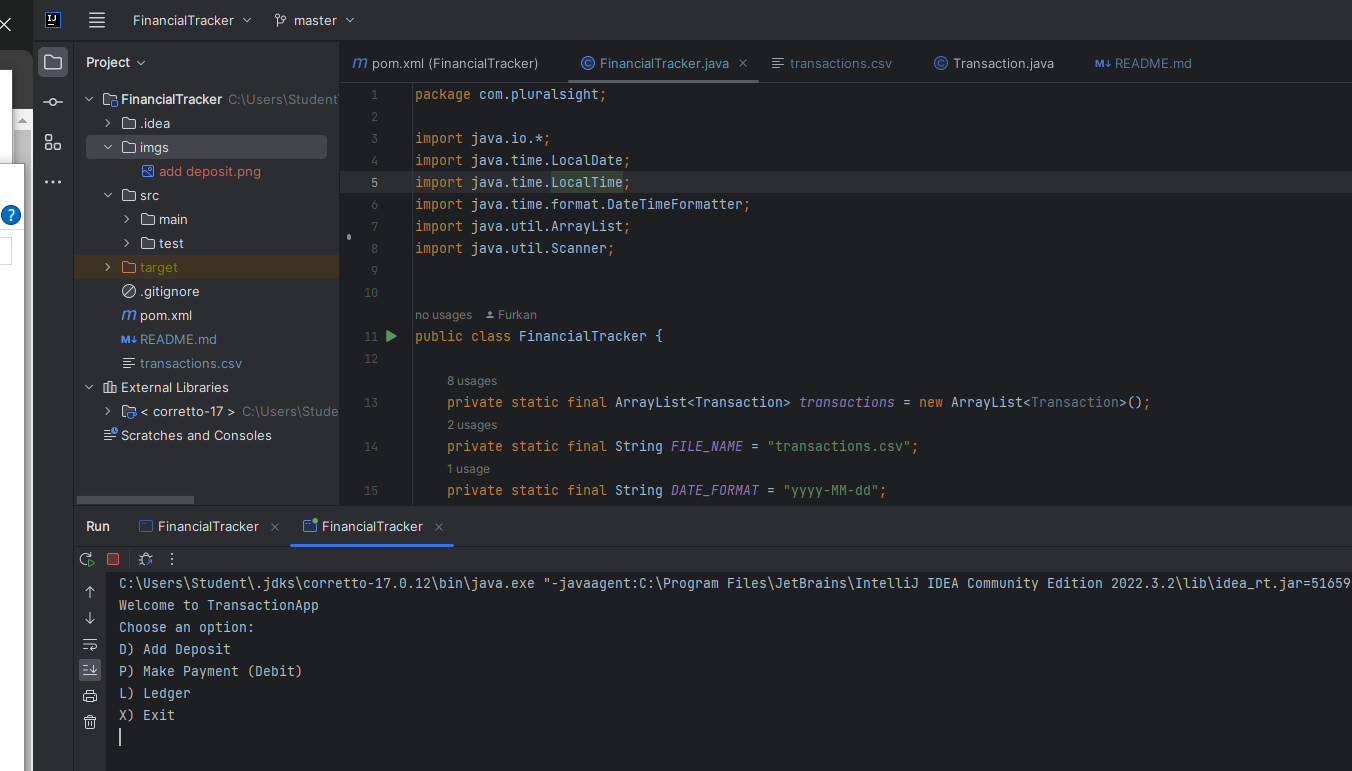 FinancialTracker master
Project
FinancialTracker C:\Users\Student\
.idea
imgs
add deposit.png
src
main
test
target
.gitignore
pom.xml
README.md
transactions.csv
External Libraries
< corretto-17 > C:\Users\Stude
Scratches and Consoles
pom.xml (FinancialTracker) FinancialTracker.java transactions.csv Transaction.java README.md
1 package com.pluralsight;
2
3 import java.io.*;
4 import java.time.LocalDate;
5 import java.time.LocalTime;
6 import java.time.format.DateTimeFormatter;
7 import java.util.ArrayList;
8 import java.util.Scanner;
9
10
no usages Furkan
11 public class FinancialTracker {
12
8 usages
13 private static final ArrayList<Transaction> transactions = new ArrayList<Transaction>();
2 usages
14 private static final String FILE_NAME = "transactions.csv";
1 usage
15 private static final String DATE_FORMAT = "yyyy-MM-dd";
Run FinancialTracker FinancialTracker
C:\Users\Student\.jdks\corretto-17.0.12\bin\java.exe "-javaagent:C:\Program Files\JetBrains\IntelliJ IDEA Community Edition 2022.3.2\lib\idea_rt.jar=51659
Welcome to TransactionApp
Choose an option:
D) Add Deposit
P) Make Payment (Debit)
L) Ledger
X) Exit